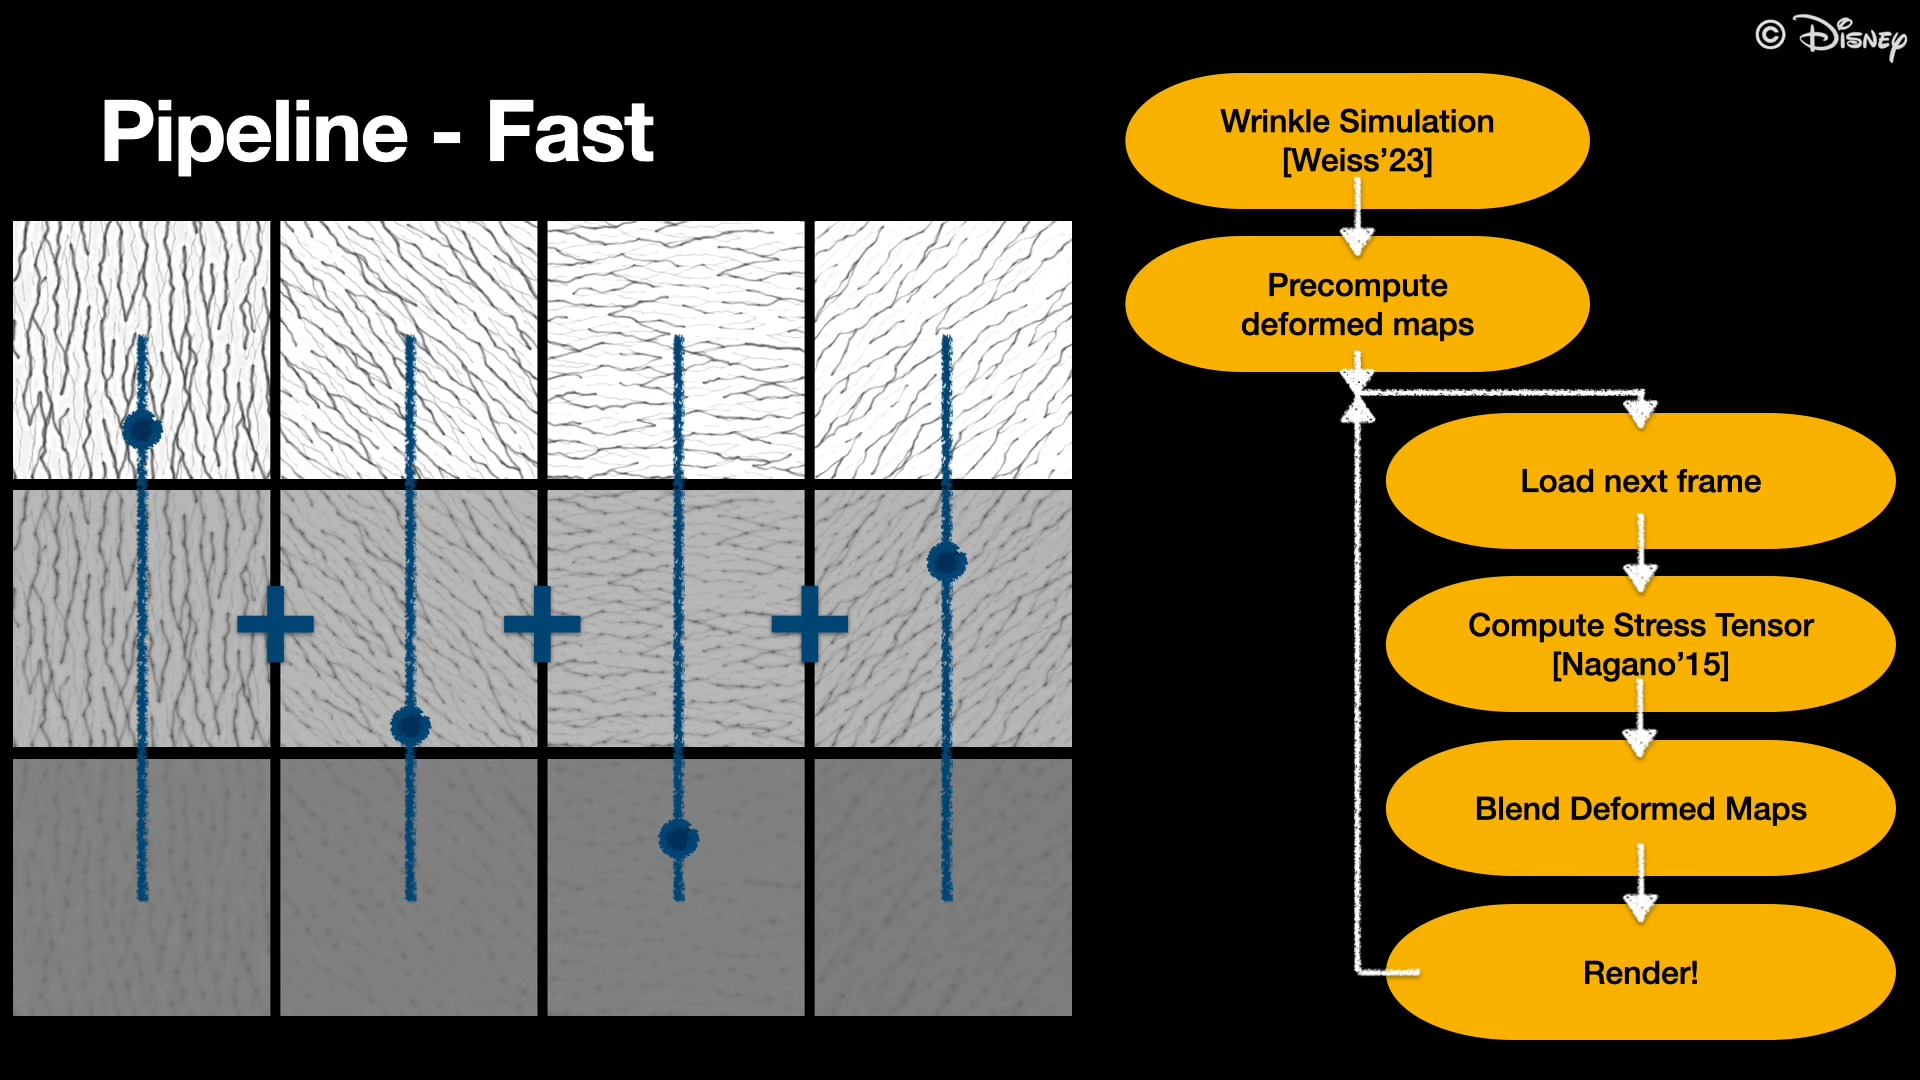 © Disney
Pipeline - Fast
Wrinkle Simulation
[Weiss’23]
Precompute
deformed maps
Load next frame
Compute Stress Tensor
[Nagano’15]
Blend Deformed Maps
Render!